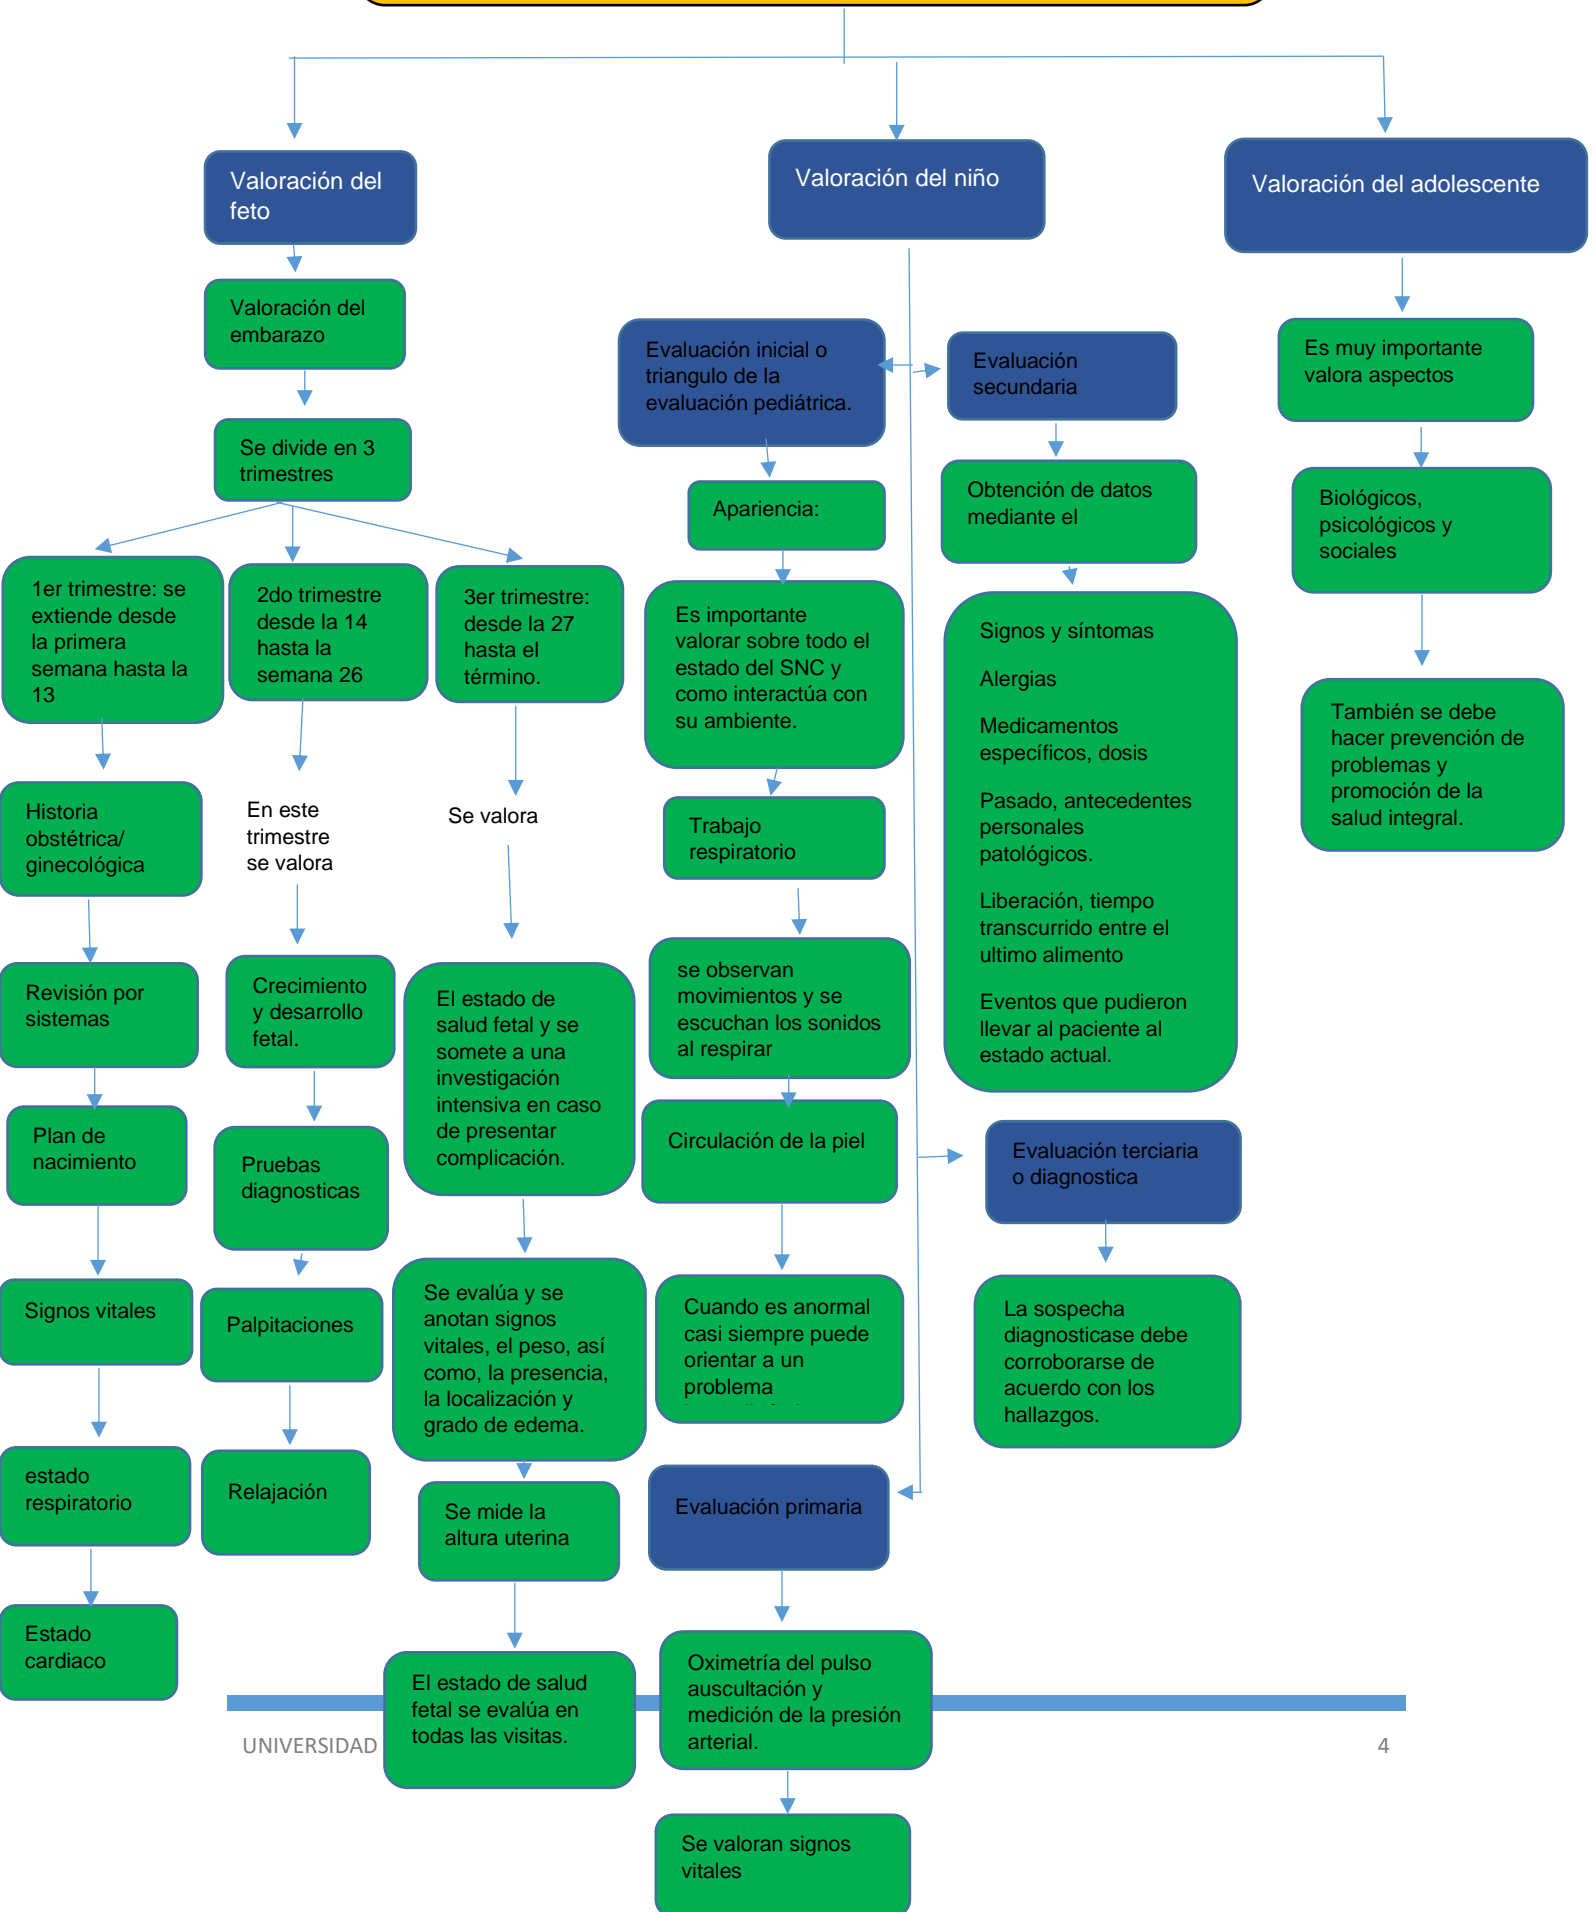 Valoración del
feto
Valoración del niño
Valoración del adolescente
Valoración del
embarazo
Se divide en 3
trimestres
1er trimestre: se
extiende desde
la primera
semana hasta la
13
2do trimestre
desde la 14
hasta la
semana 26
3er trimestre:
desde la 27
hasta el
término.
Historia
obstétrica/
ginecológica
Revisión por
sistemas
Plan de
nacimiento
Signos vitales
estado
respiratorio
Estado
cardiaco
En este
trimestre
se valora
Crecimiento
y desarrollo
fetal.
Pruebas
diagnosticas
Palpitaciones
Relajación
Se valora
El estado de
salud fetal y se
somete a una
investigación
intensiva en caso
de presentar
complicación.
Se evalúa y se
anotan signos
vitales, el peso, así
como, la presencia,
la localización y
grado de edema.
Se mide la
altura uterina
El estado de salud
fetal se evalúa en
todas las visitas.
Evaluación inicial o
triangulo de la
evaluación pediátrica.
Apariencia:
Es importante
valorar sobre todo el
estado del SNC y
como interactúa con
su ambiente.
Trabajo
respiratorio
se observan
movimientos y se
escuchan los sonidos
al respirar
Circulación de la piel
Cuando es anormal
casi siempre puede
orientar a un
problema
Evaluación primaria
Oximetría del pulso
auscultación y
medición de la presión
arterial.
Se valoran signos
vitales
Evaluación
secundaria
Obtención de datos
mediante el
Signos y síntomas
Alergias
Medicamentos
específicos, dosis
Pasado, antecedentes
personales
patológicos.
Liberación, tiempo
transcurrido entre el
ultimo alimento
Eventos que pudieron
llevar al paciente al
estado actual.
Evaluación terciaria
o diagnostica
La sospecha
diagnosticase debe
corroborarse de
acuerdo con los
hallazgos.
Es muy importante
valora aspectos
Biológicos,
psicológicos y
sociales
También se debe
hacer prevención de
problemas y
promoción de la
salud integral.
UNIVERSIDAD
4